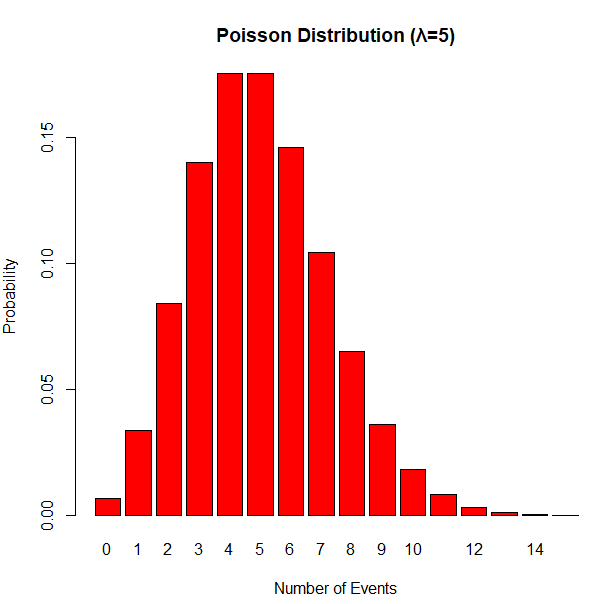 Poisson Distribution (λ=5)
0.15
0.10
0.05
0.00
Probability
0 1 2 3 4 5 6 7 8 9 10 12 14
Number of Events